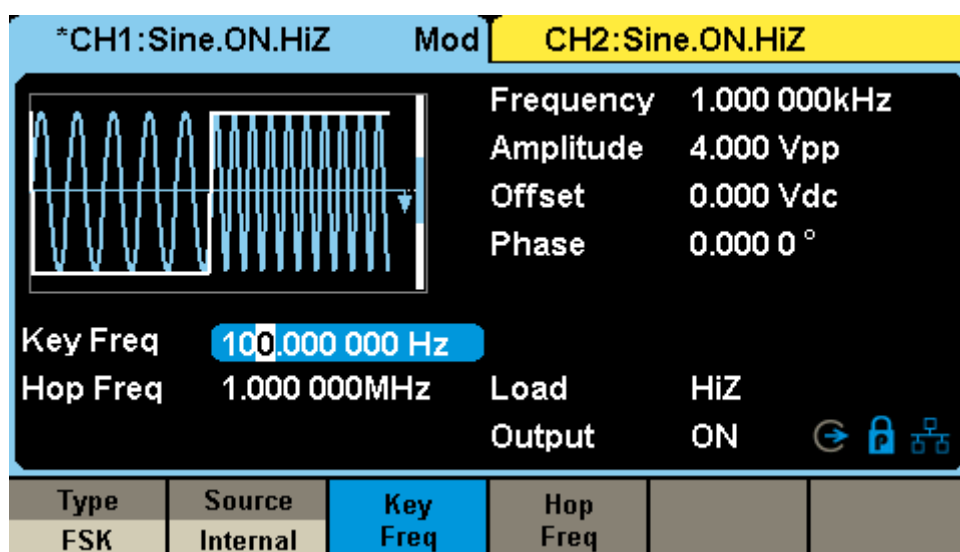 *CH1:Sine.ON.HiZ Mod CH2:Sine.ON.HiZ
Frequency 1.000 000kHz
Amplitude 4.000 Vpp
Offset 0.000 Vdc
Phase 0.000 0 °
Key Freq 100.000 000 Hz
Hop Freq 1.000 000MHz
Load HiZ
Output ON
P
Type Source Key Hop
FSK Internal Freq Freq